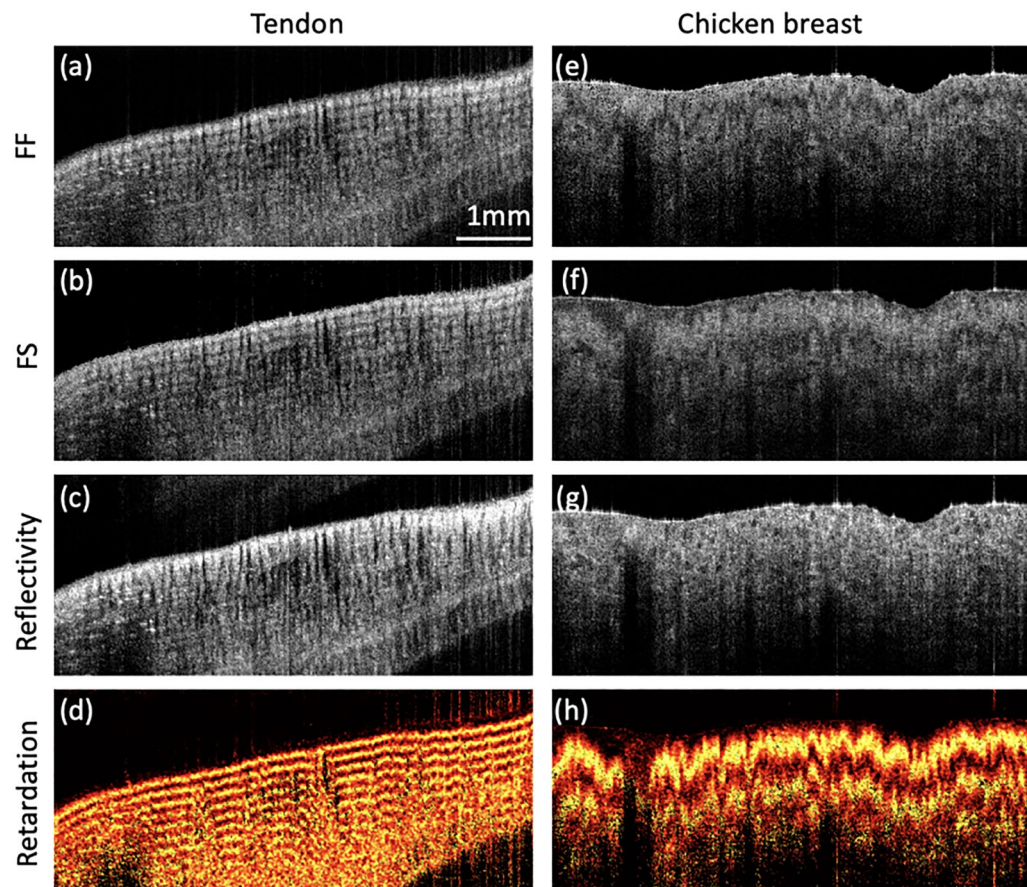 Tendon
Chicken breast
FF
(a)
1mm
(e)
FS
(b)
(f)
Reflectivity
(c)
(g)
Retardation
(d)
(h)